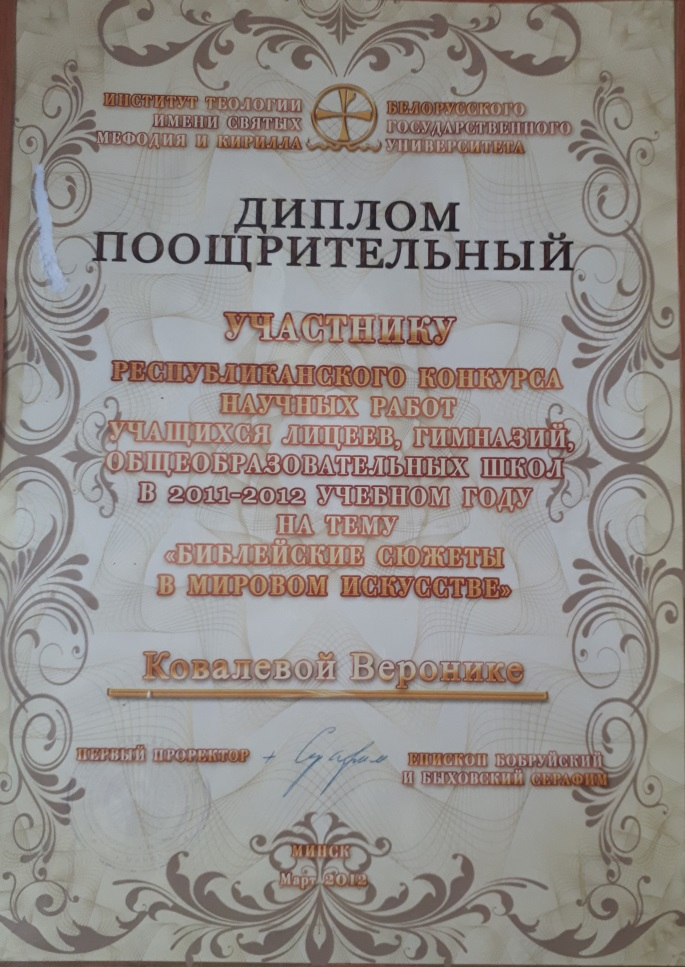 ИНСТИТУТ ТЕОЛОГИИ
ИМЕНИ СВЯТЫХ
МЕФОДИЯ И КИРИЛЛА
БЕЛОРУССКОГО
ГОСУДАРСТВЕННОГО
УНИВЕРСИТЕТА
ДИПЛОМ
ПООЩРИТЕЛЬНЫЙ
УЧАСТНИКУ
РЕСПУБЛИКАНСКОГО КОНКУРСА
НАУЧНЫХ РАБОТ
УЧАЩИХСЯ ЛИЦЕЕВ, ГИМНАЗИЙ,
ОБЩЕОБРАЗОВАТЕЛЬНЫХ ШКОЛ
В 2011-2012 УЧЕБНОМ ГОДУ
НА ТЕМУ
«БИБЛЕЙСКИЕ СЮЖЕТЫ
В МИРОВОМ ИСКУССТВЕ»
Ковалевой Веронике
ПЕРВЫЙ ПРОРЕКТОР
+ Серафим
ЕПИСКОП БОБРУЙСКИЙ
И БЫХОВСКИЙ СЕРАФИМ
МИНСК
Март 2012